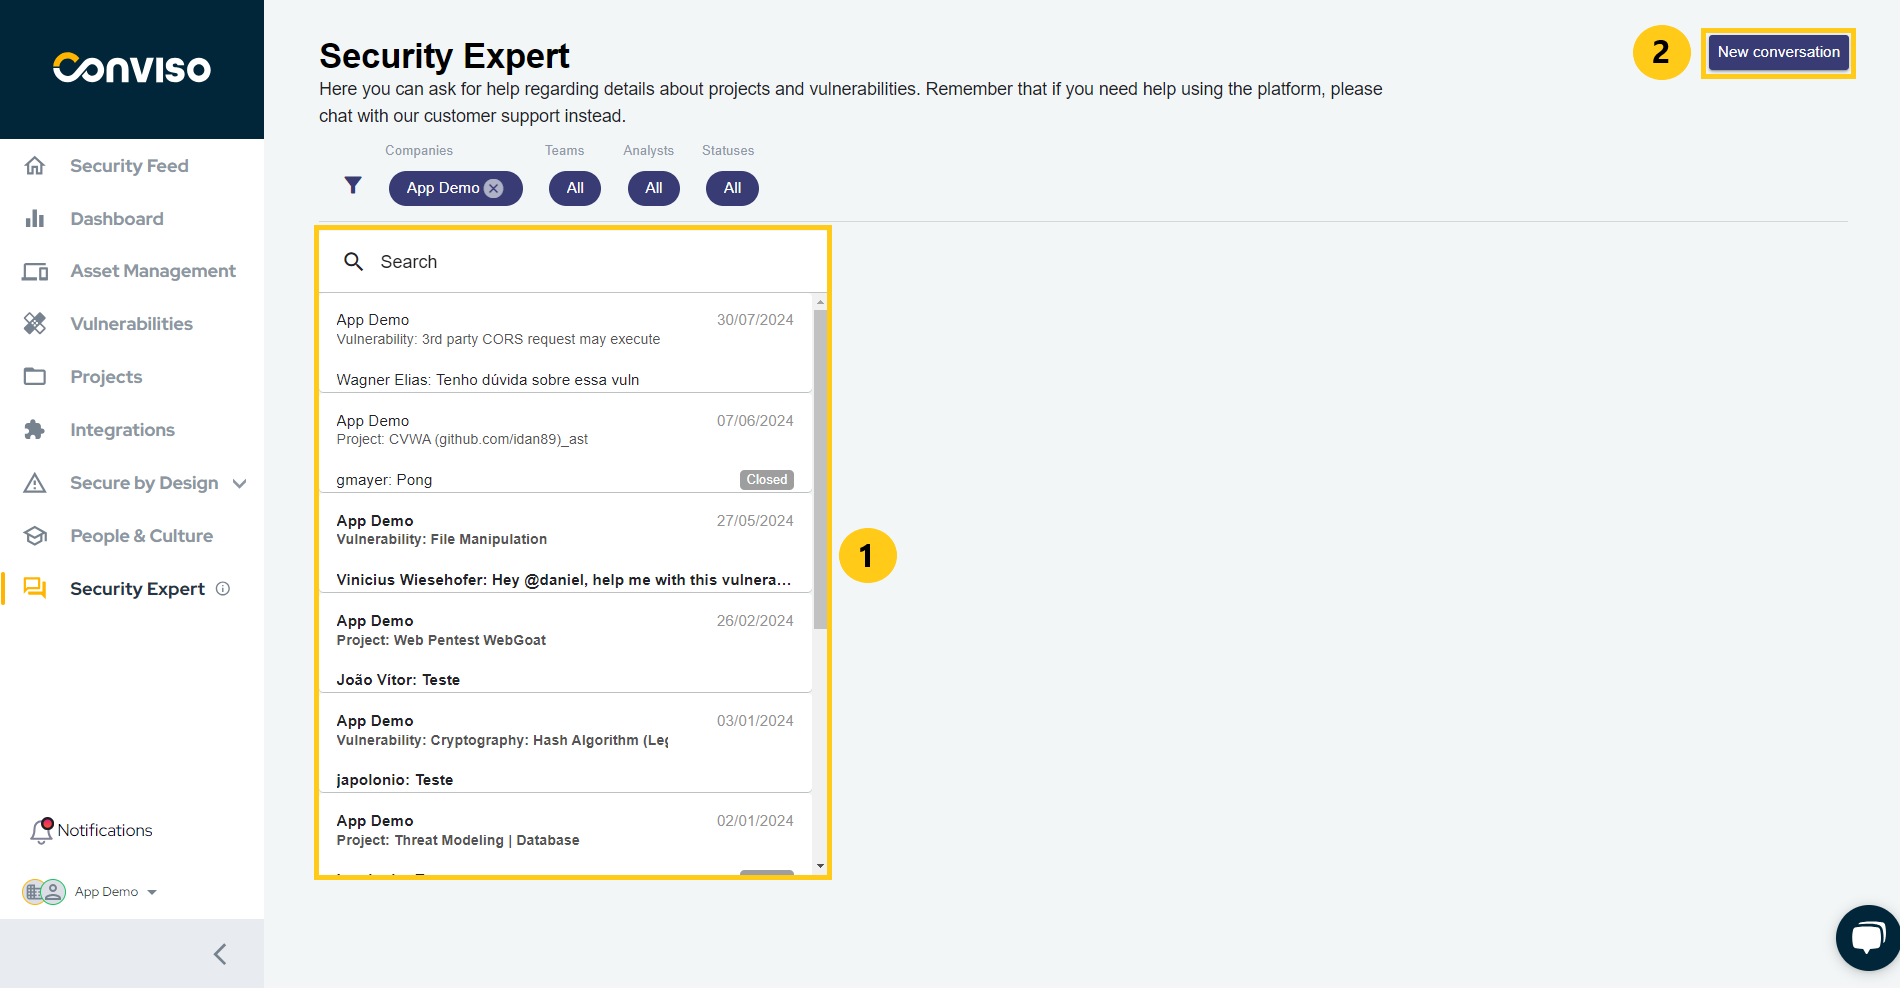 Conviso
Security Feed
Dashboard
Asset Management
Vulnerabilities
Projects
Integrations
Secure by Design
People & Culture
Security Expert
Notifications
App Demo
Security Expert
Here you can ask for help regarding details about projects and vulnerabilities. Remember that if you need help using the platform, please
chat with our customer support instead.
2
New conversation
Companies Teams Analysts Statuses
App Demo All All All
Search
App Demo 30/07/2024
Vulnerability: 3rd party CORS request may execute
Wagner Elias: Tenho dúvida sobre essa vuln
App Demo 07/06/2024
Project: CVWA (github.com/idan89)_ast
gmayer: Pong Closed
App Demo 27/05/2024
Vulnerability: File Manipulation
Vinicius Wiesehofer: Hey @daniel, help me with this vulnera...
1
App Demo 26/02/2024
Project: Web Pentest WebGoat
João Vítor: Teste
App Demo 03/01/2024
Vulnerability: Cryptography: Hash Algorithm (Leg
japolonio: Teste
App Demo 02/01/2024
Project: Threat Modeling | Database